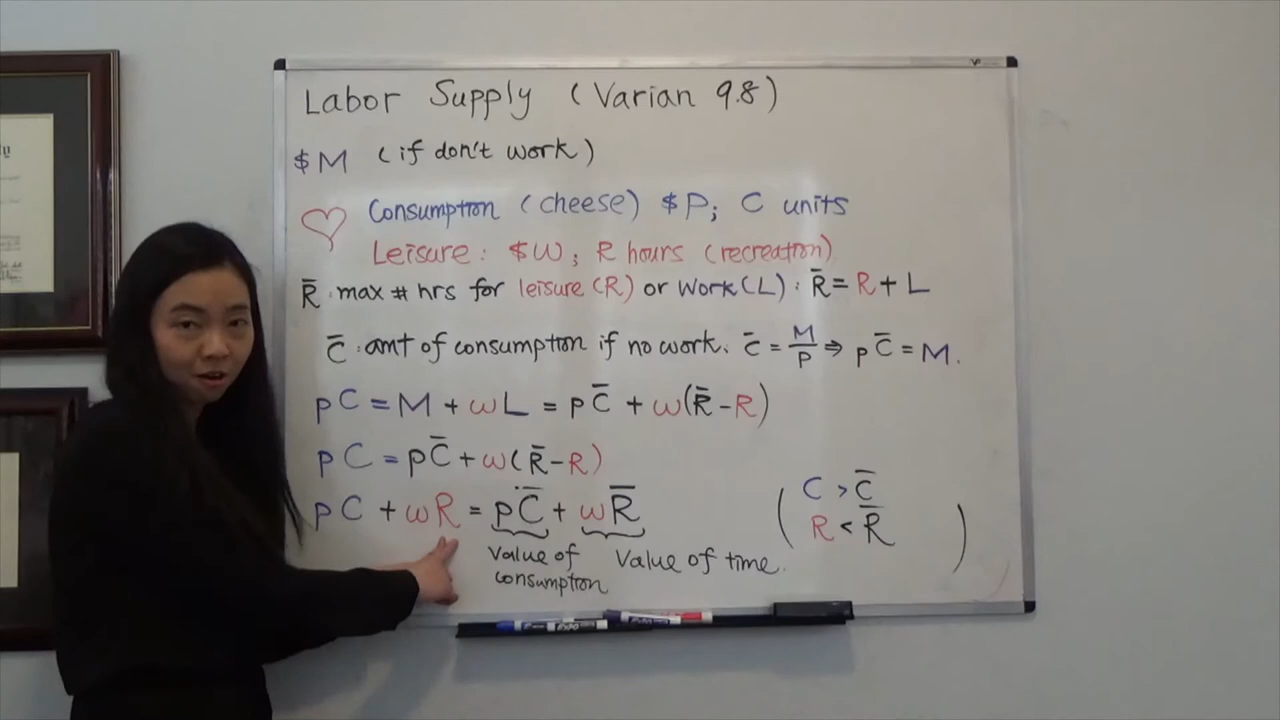 Labor Supply (Varian 9.8)
$M (if don't work)
Consumption (cheese) $P; C units
Leisure: $W; R hours (recreation)
R̄ : max # hrs for leisure (R) or Work (L) : R̄ = R + L
C̄ : amt of consumption if no work. C̄ = M/P ⇒ pC̄ = M.
pC = M + ωL = pC̄ + ω(R̄ - R)
pC = pC̄ + ω(R̄ - R)
pC + ωR = pC̄ + ωR̄
Value of consumption
Value of time.
( C > C̄
R < R̄ )
EXPO